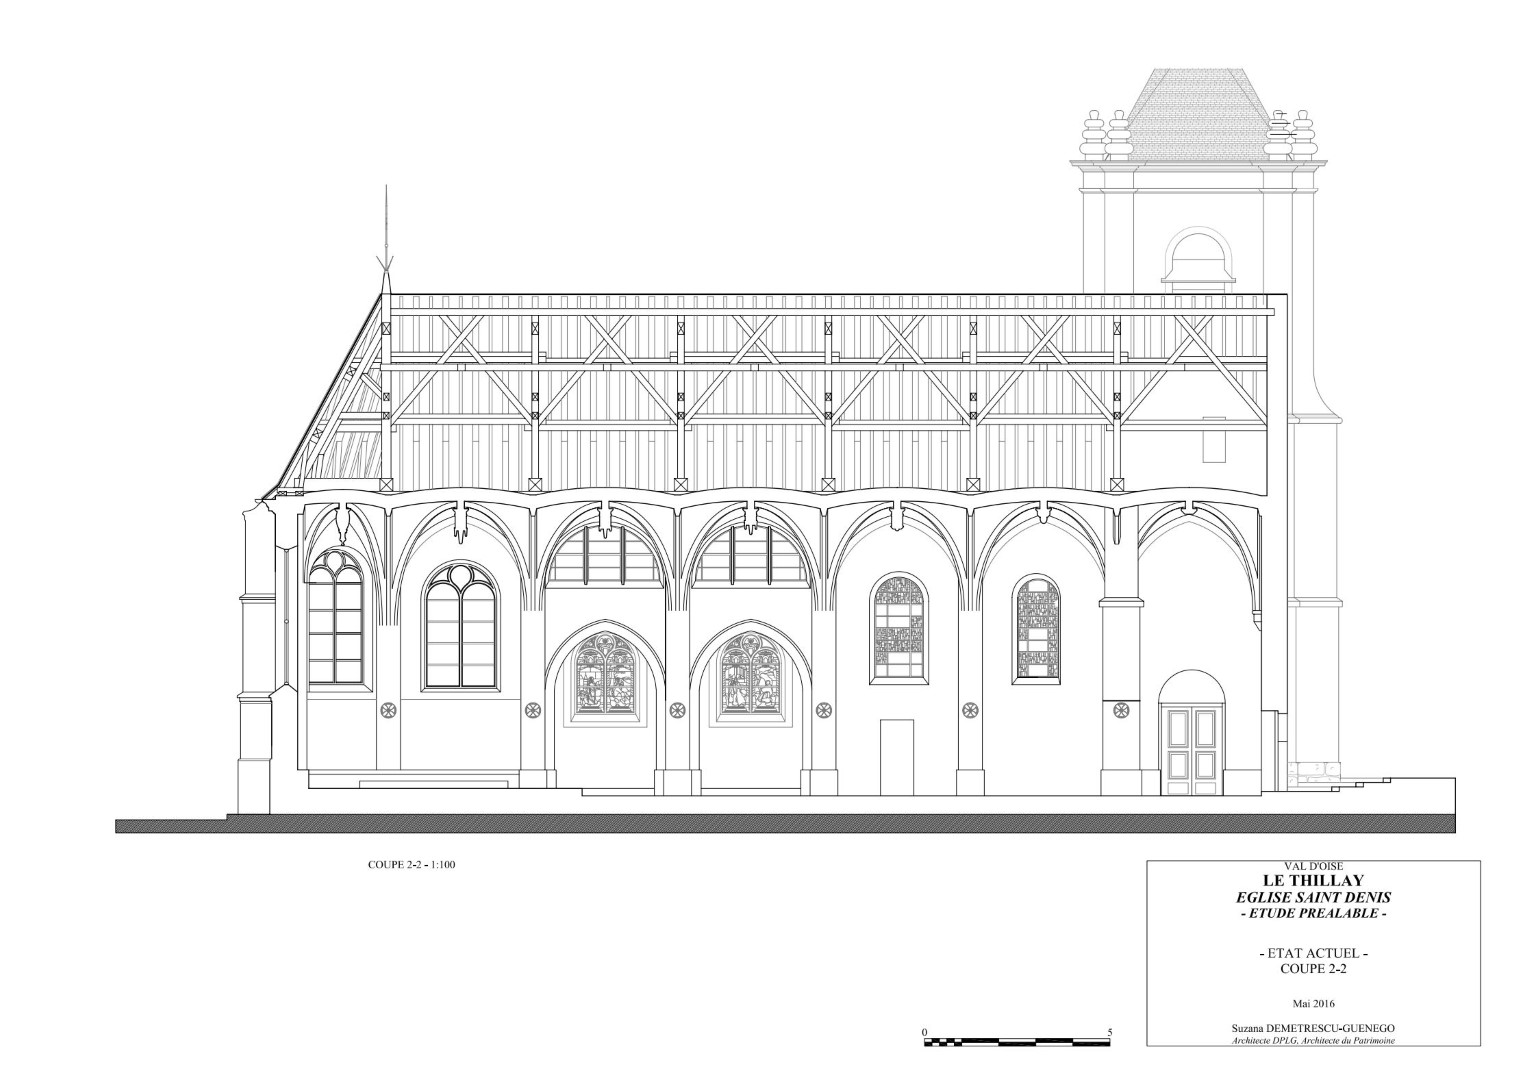 COUPE 2-2 - 1:100
VAL D'OISE
LE THILLAY
EGLISE SAINT DENIS
- ETUDE PREALABLE -
- ETAT ACTUEL -
COUPE 2-2
Mai 2016
Suzana DEMETRESCU-GUENEGO
Architecte DPLG, Architecte du Patrimoine
0 5